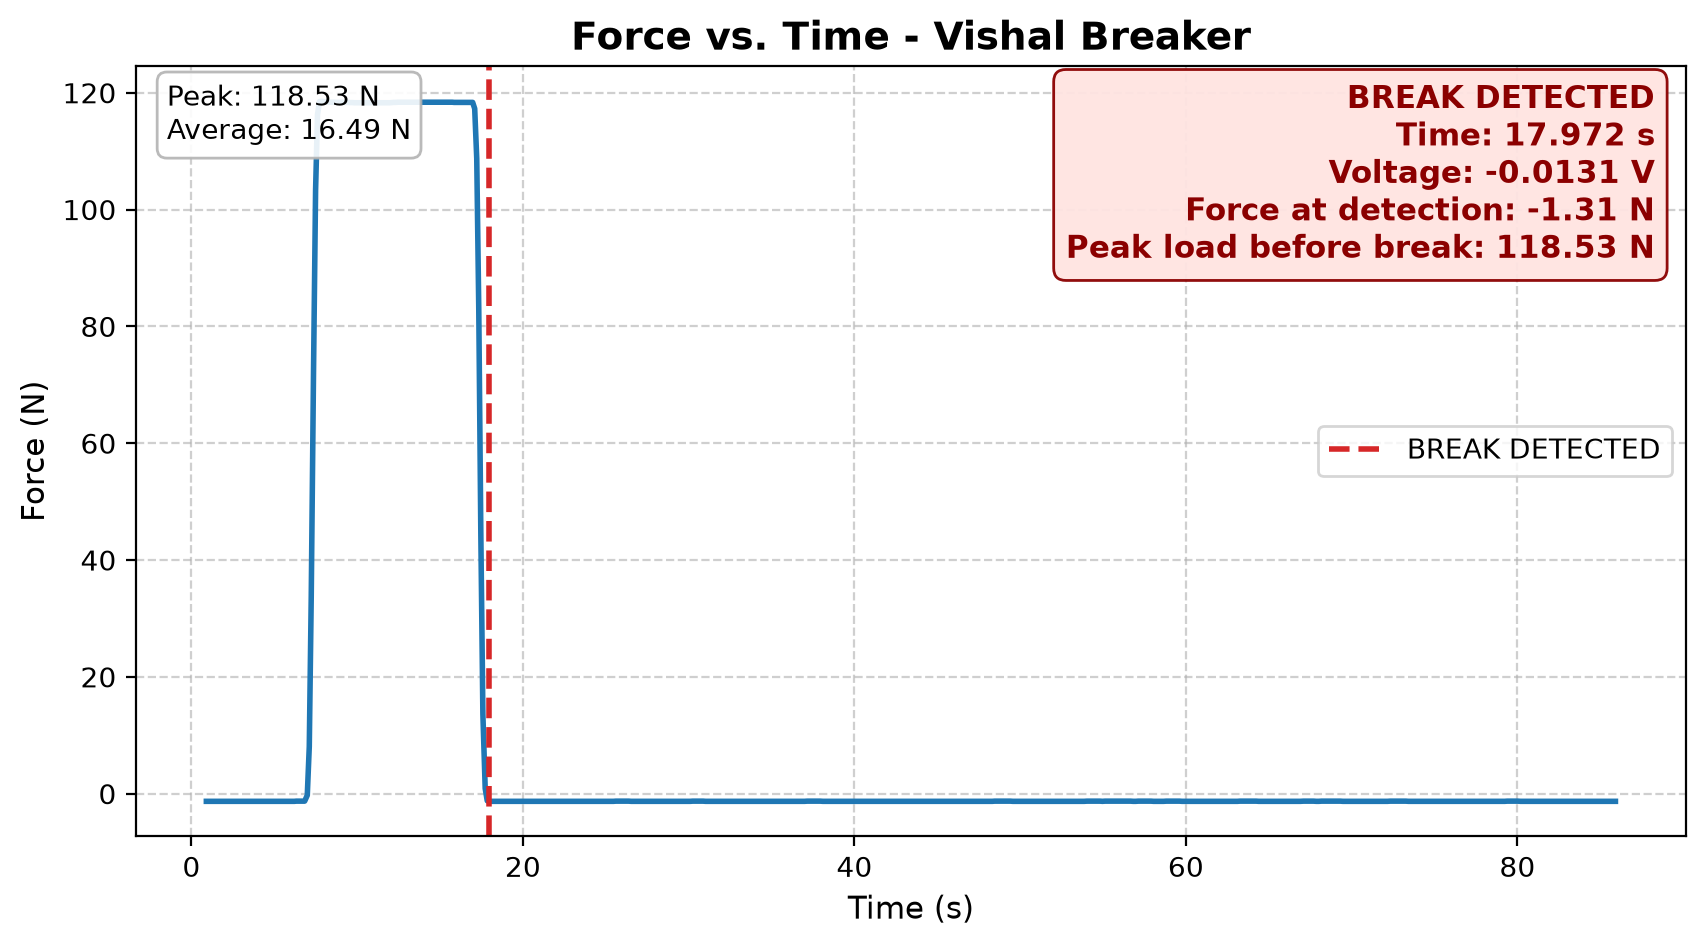 Force vs. Time - Vishal Breaker
Peak: 118.53 N
Average: 16.49 N
BREAK DETECTED
Time: 17.972 s
Voltage: -0.0131 V
Force at detection: -1.31 N
Peak load before break: 118.53 N
BREAK DETECTED
Force (N)
120
100
80
60
40
20
0
0
20
40
60
80
Time (s)